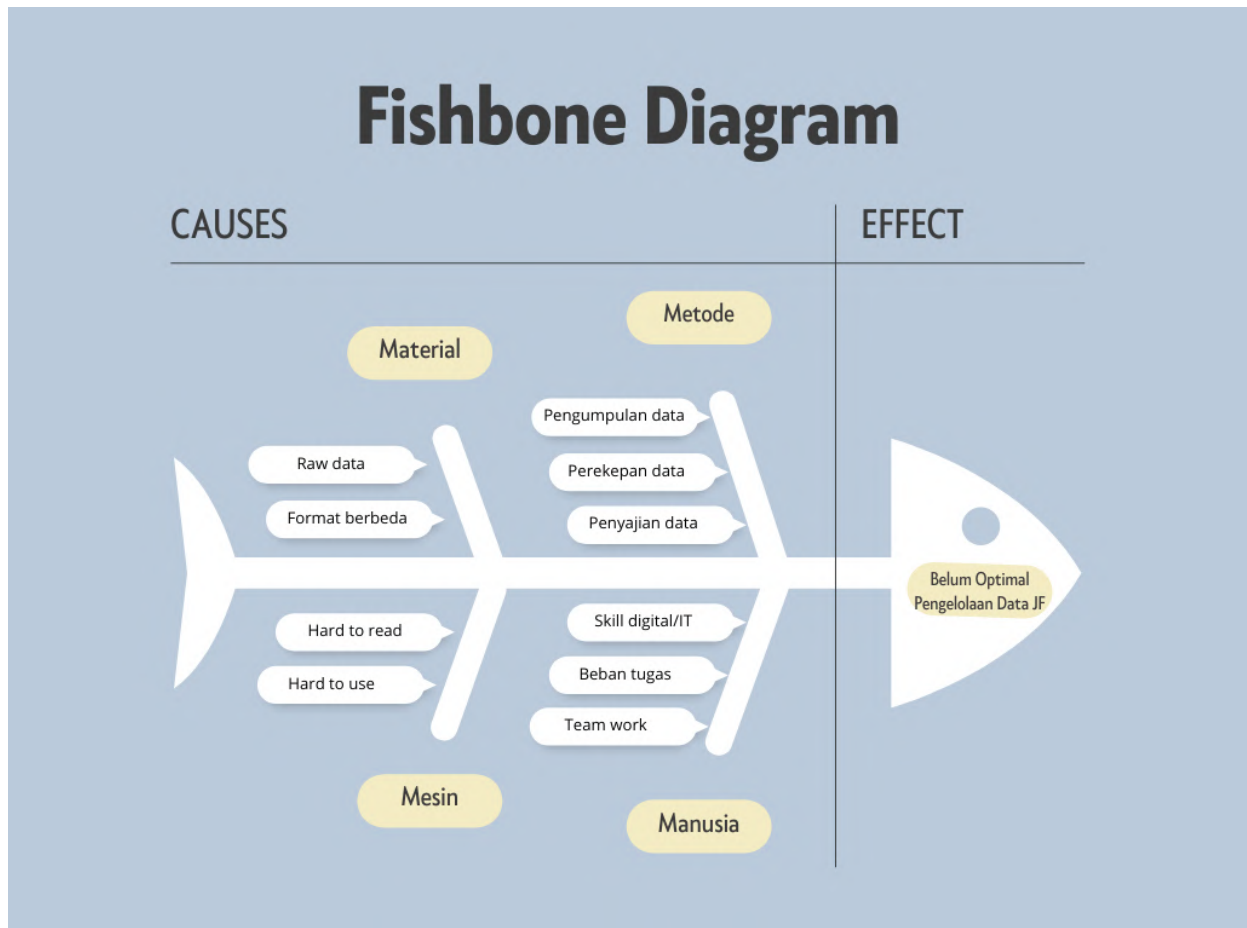 Fishbone Diagram
CAUSES
EFFECT
Material
Metode
Raw data
Format berbeda
Pengumpulan data
Perekepan data
Penyajian data
Belum Optimal
Pengelolaan Data JF
Hard to read
Hard to use
Skill digital/IT
Beban tugas
Team work
Mesin
Manusia